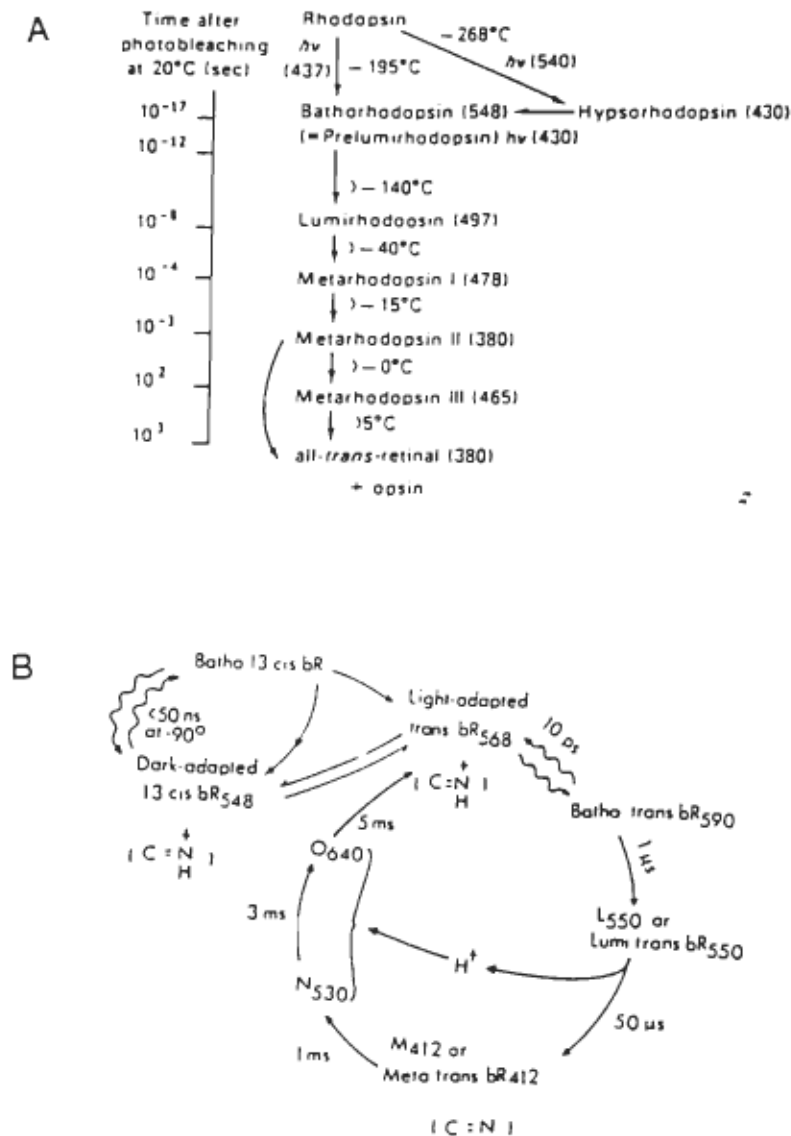 A
Time after
photobleaching
at 20°C (sec)
10⁻¹⁷
10⁻¹²
10⁻⁸
10⁻⁴
10⁻¹
10²
10³
Rhodopsin
hν
(437)
−195°C
−268°C
hν (540)
Bathorhodopsin (548)
Hypsorhodopsin (430)
(=Prelumirhodopsin) hν (430)
>−140°C
Lumirhodopsin (497)
>−40°C
Metarhodopsin I (478)
>−15°C
Metarhodopsin II (380)
>−0°C
Metarhodopsin III (465)
>5°C
all-trans-retinal (380)
+ opsin
B
Batho 13 cis bR
<50 ns
at -90°
Light-adapted
trans bR568
(C=N)
+
H
10 ps
Dark-adapted
13 cis bR548
(C=N)
+
H
Batho trans bR590
5 ms
O640
1 µs
3 ms
L550 or
Lumi trans bR550
H⁺
N530
50 µs
1 ms
M412 or
Meta trans bR412
(C=N)